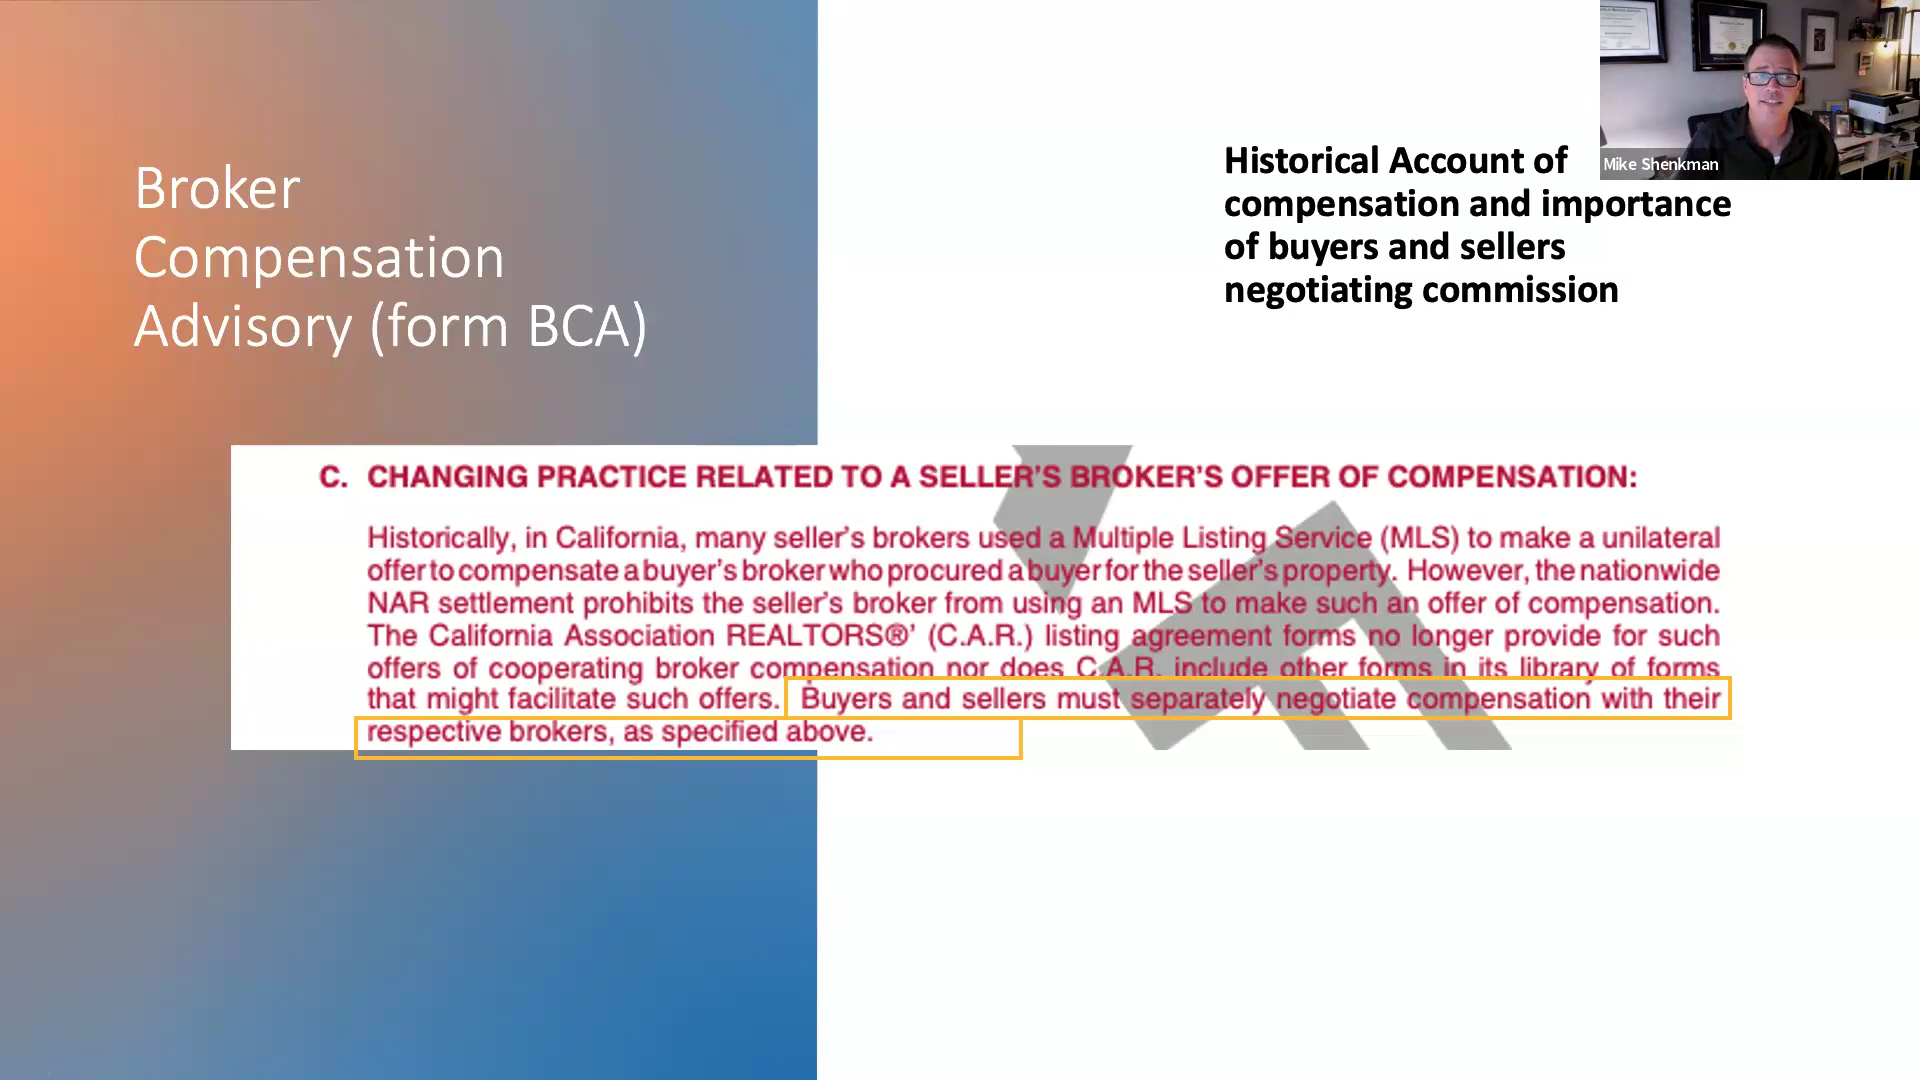 Broker
Compensation
Advisory (form BCA)
Historical Account of
compensation and importance
of buyers and sellers
negotiating commission
Mike Shenkman
C. CHANGING PRACTICE RELATED TO A SELLER'S BROKER'S OFFER OF COMPENSATION:
Historically, in California, many seller's brokers used a Multiple Listing Service (MLS) to make a unilateral
offer to compensate a buyer's broker who procured a buyer for the seller's property. However, the nationwide
NAR settlement prohibits the seller's broker from using an MLS to make such an offer of compensation.
The California Association REALTORS®' (C.A.R.) listing agreement forms no longer provide for such
offers of cooperating broker compensation nor does C.A.R. include other forms in its library of forms
that might facilitate such offers. Buyers and sellers must separately negotiate compensation with their
respective brokers, as specified above.